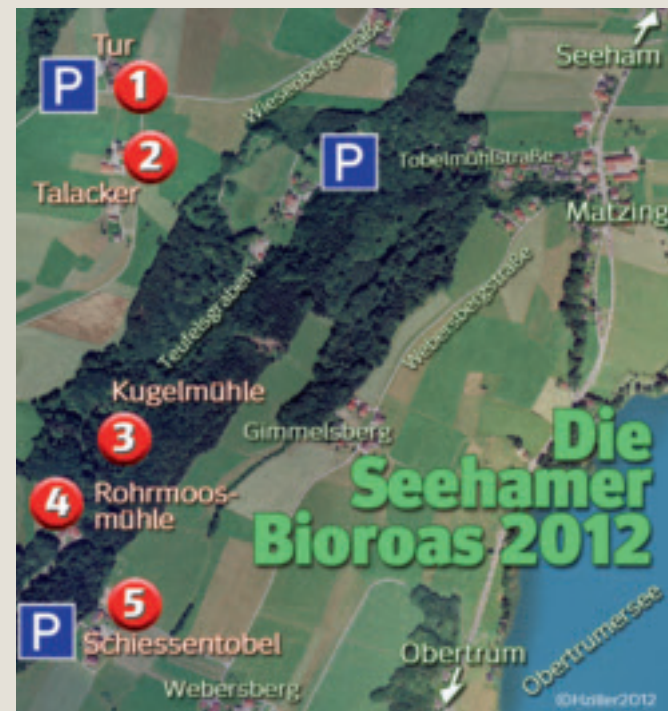 Tur
Seeham
P
1
Wiesenbergstraße
2
P
Tobelmühlstraße
Talacker
Matzing
Teufelsgraben
Webersbergstraße
Kugelmühle
3
Gimmelsberg
Die
Seehamer
Bioroas 2012
4
Rohrmoos-
mühle
5
P
Schiessentobel
Obertrum
Obertrumersee
Webersberg
©Hziller2012